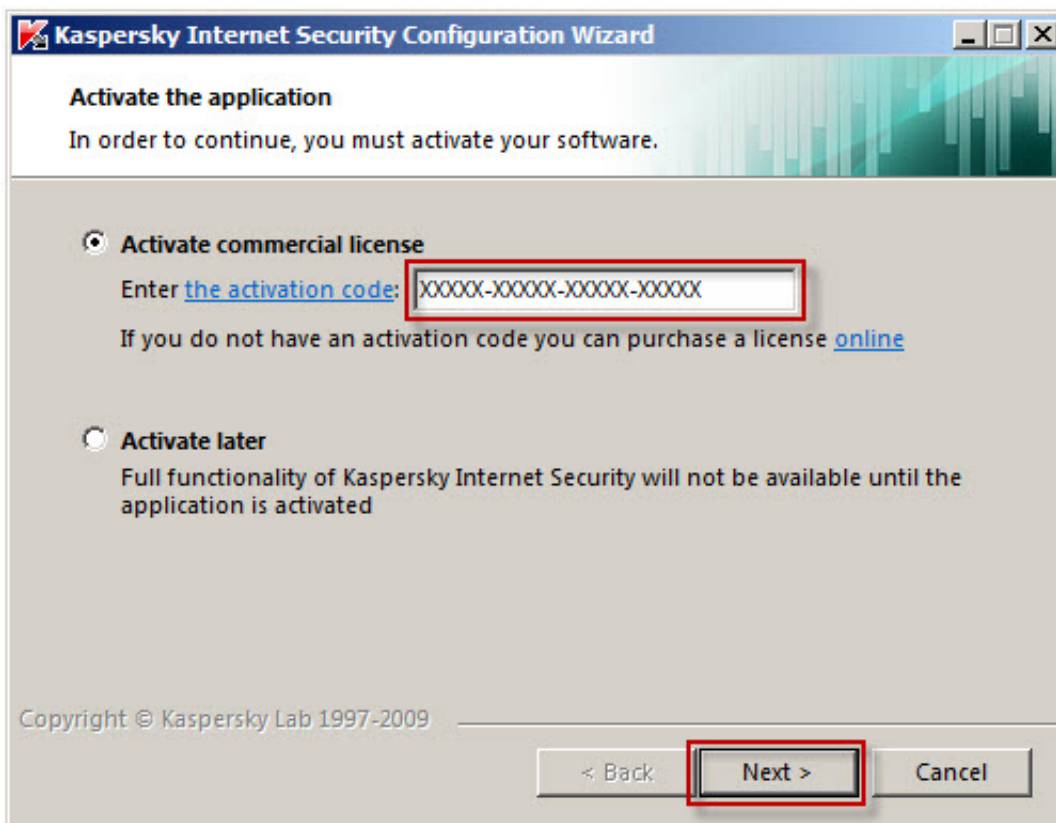 Kaspersky Internet Security Configuration Wizard
Activate the application
In order to continue, you must activate your software.
Activate commercial license
Enter the activation code: XXXXX-XXXXX-XXXXX-XXXXX
If you do not have an activation code you can purchase a license online
Activate later
Full functionality of Kaspersky Internet Security will not be available until the
application is activated
Copyright © Kaspersky Lab 1997-2009
< Back Next > Cancel